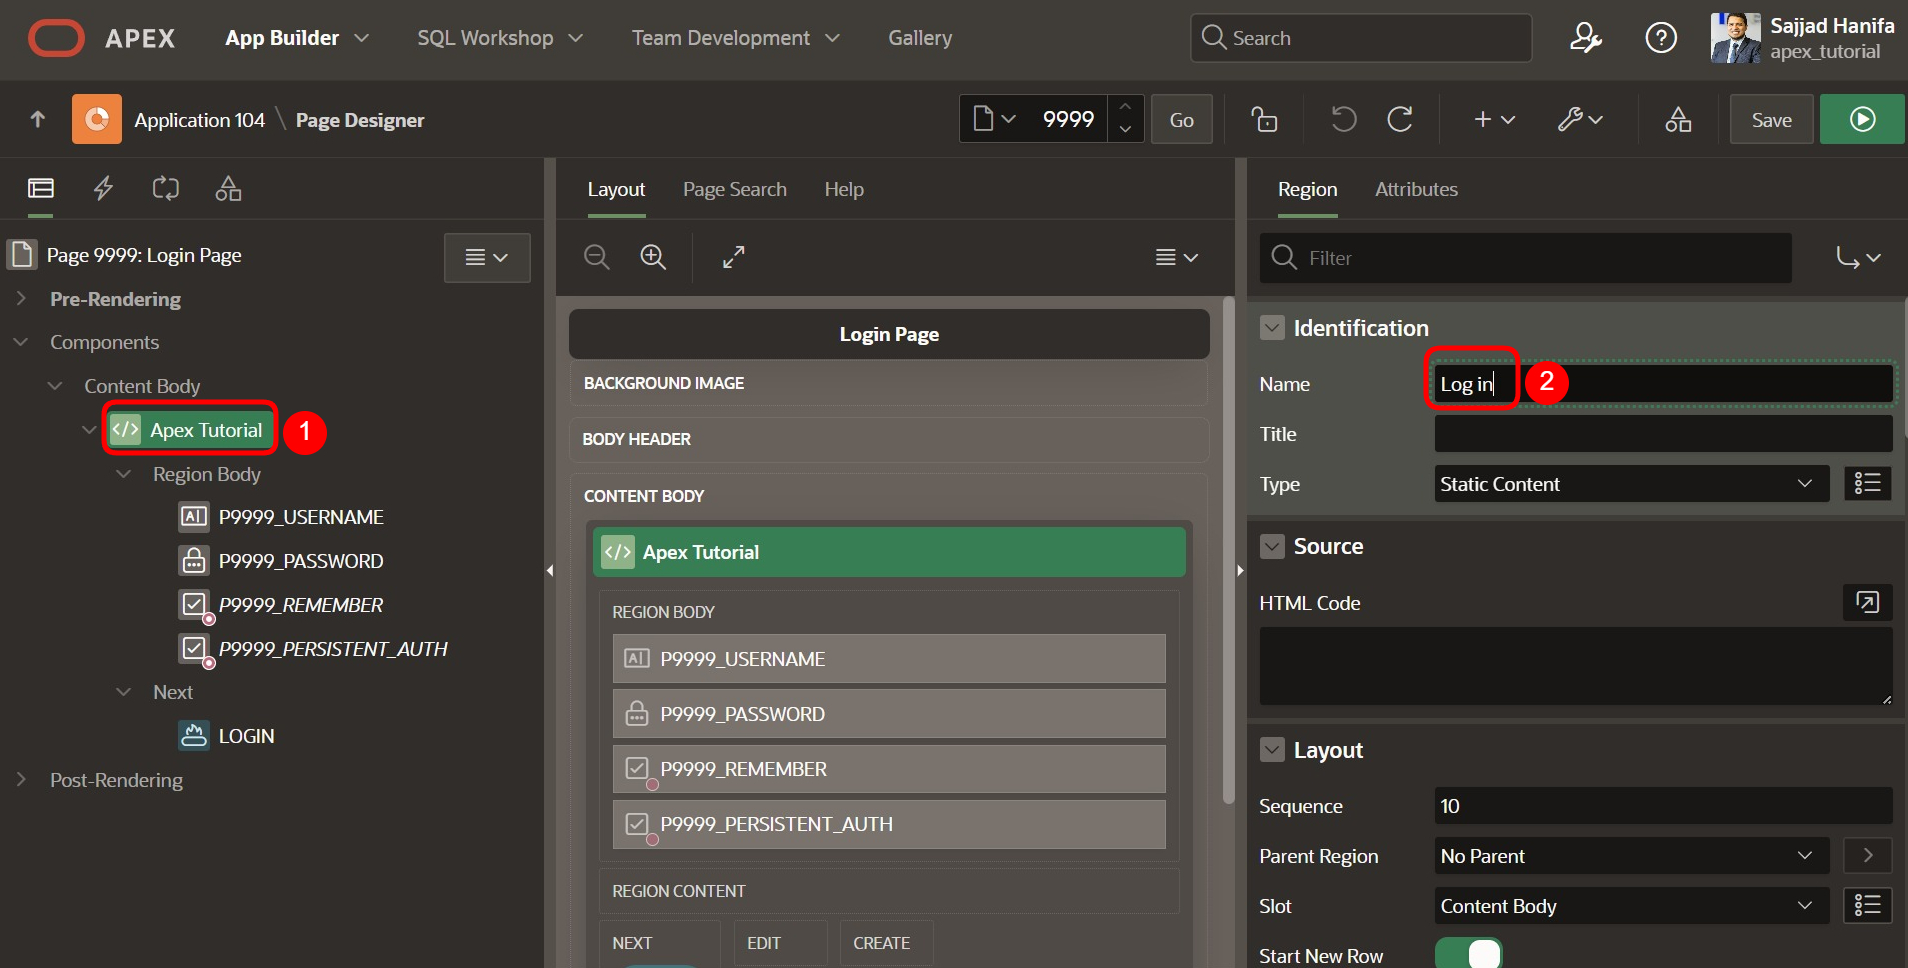 APEX App Builder SQL Workshop Team Development Gallery Search Sajjad Hanifa
apex_tutorial
Application 104 \ Page Designer 9999 Go Save
Layout Page Search Help Region Attributes
Page 9999: Login Page
Pre-Rendering
Components
Content Body
</> Apex Tutorial 1
Region Body
P9999_USERNAME
P9999_PASSWORD
P9999_REMEMBER
P9999_PERSISTENT_AUTH
Next
LOGIN
Post-Rendering
Login Page
BACKGROUND IMAGE
BODY HEADER
CONTENT BODY
</> Apex Tutorial
REGION BODY
P9999_USERNAME
P9999_PASSWORD
P9999_REMEMBER
P9999_PERSISTENT_AUTH
REGION CONTENT
NEXT EDIT CREATE
Filter
Identification
Name Log in 2
Title
Type Static Content
Source
HTML Code
Layout
Sequence 10
Parent Region No Parent
Slot Content Body
Start New Row